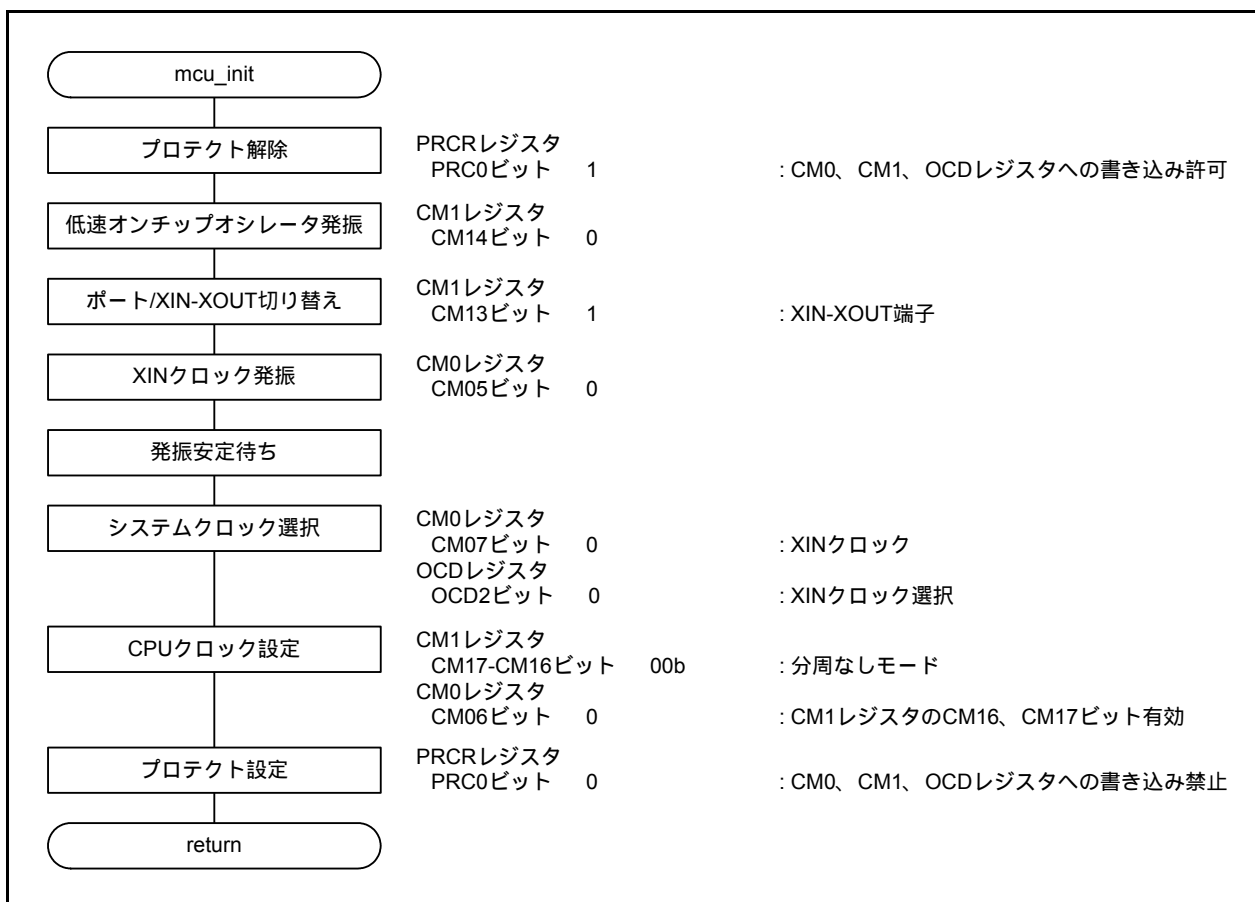 mcu_init
プロテクト解除
PRCRレジスタ
PRC0ビット 1 : CM0、CM1、OCDレジスタへの書き込み許可
低速オンチップオシレータ発振
CM1レジスタ
CM14ビット 0
ポート/XIN-XOUT切り替え
CM1レジスタ
CM13ビット 1 : XIN-XOUT端子
XINクロック発振
CM0レジスタ
CM05ビット 0
発振安定待ち
システムクロック選択
CM0レジスタ
CM07ビット 0 : XINクロック
OCDレジスタ
OCD2ビット 0 : XINクロック選択
CPUクロック設定
CM1レジスタ
CM17-CM16ビット 00b : 分周なしモード
CM0レジスタ
CM06ビット 0 : CM1レジスタのCM16、CM17ビット有効
プロテクト設定
PRCRレジスタ
PRC0ビット 0 : CM0、CM1、OCDレジスタへの書き込み禁止
return